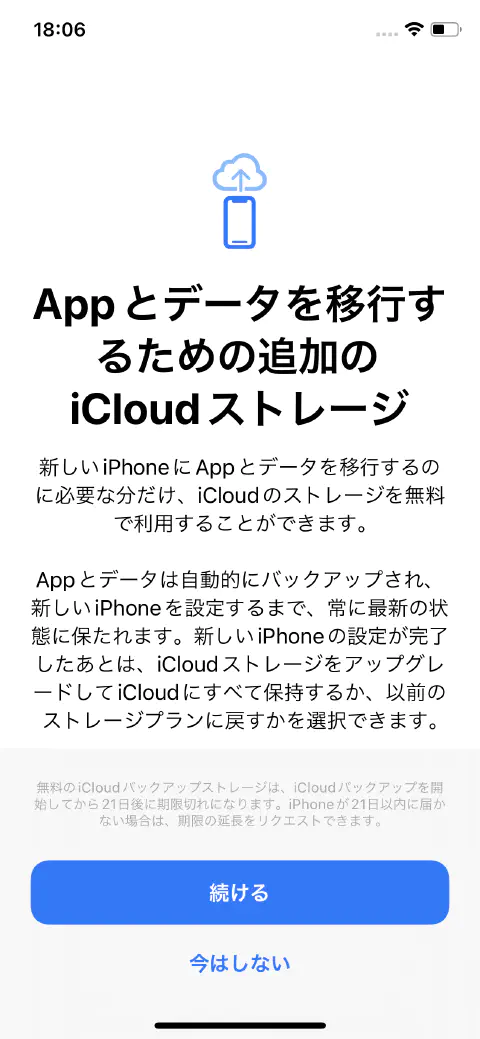 18:06
Appとデータを移行す
るための追加の
iCloudストレージ
新しいiPhoneにAppとデータを移行するの
に必要な分だけ、iCloudのストレージを無料
で利用することができます。
Appとデータは自動的にバックアップされ、
新しいiPhoneを設定するまで、常に最新の状
態に保たれます。新しいiPhoneの設定が完了
したあとは、iCloudストレージをアップグレ
ードしてiCloudにすべて保持するか、以前の
ストレージプランに戻すかを選択できます。
無料のiCloudバックアップストレージは、iCloudバックアップを開
始してから21日後に期限切れになります。iPhoneが21日以内に届か
ない場合は、期限の延長をリクエストできます。
続ける
今はしない